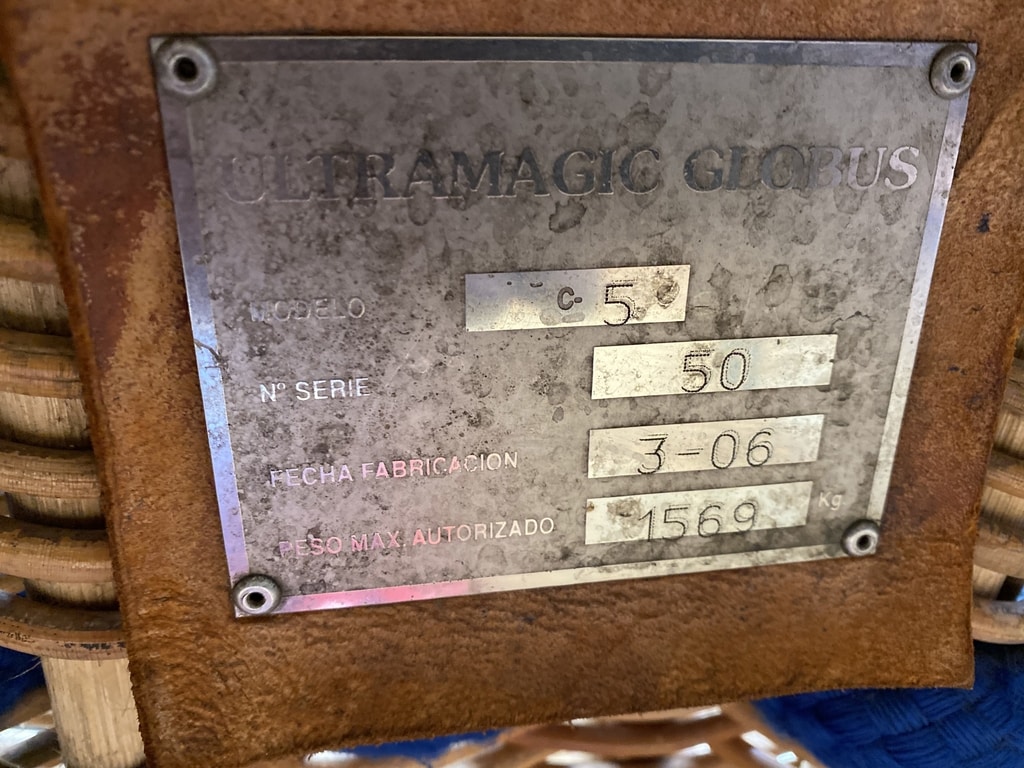 ULTRAMAGIC GLOBUS
MODELO C- 5
Nº SERIE 50
FECHA FABRICACION 3-06
PESO MAX. AUTORIZADO 1569 Kg